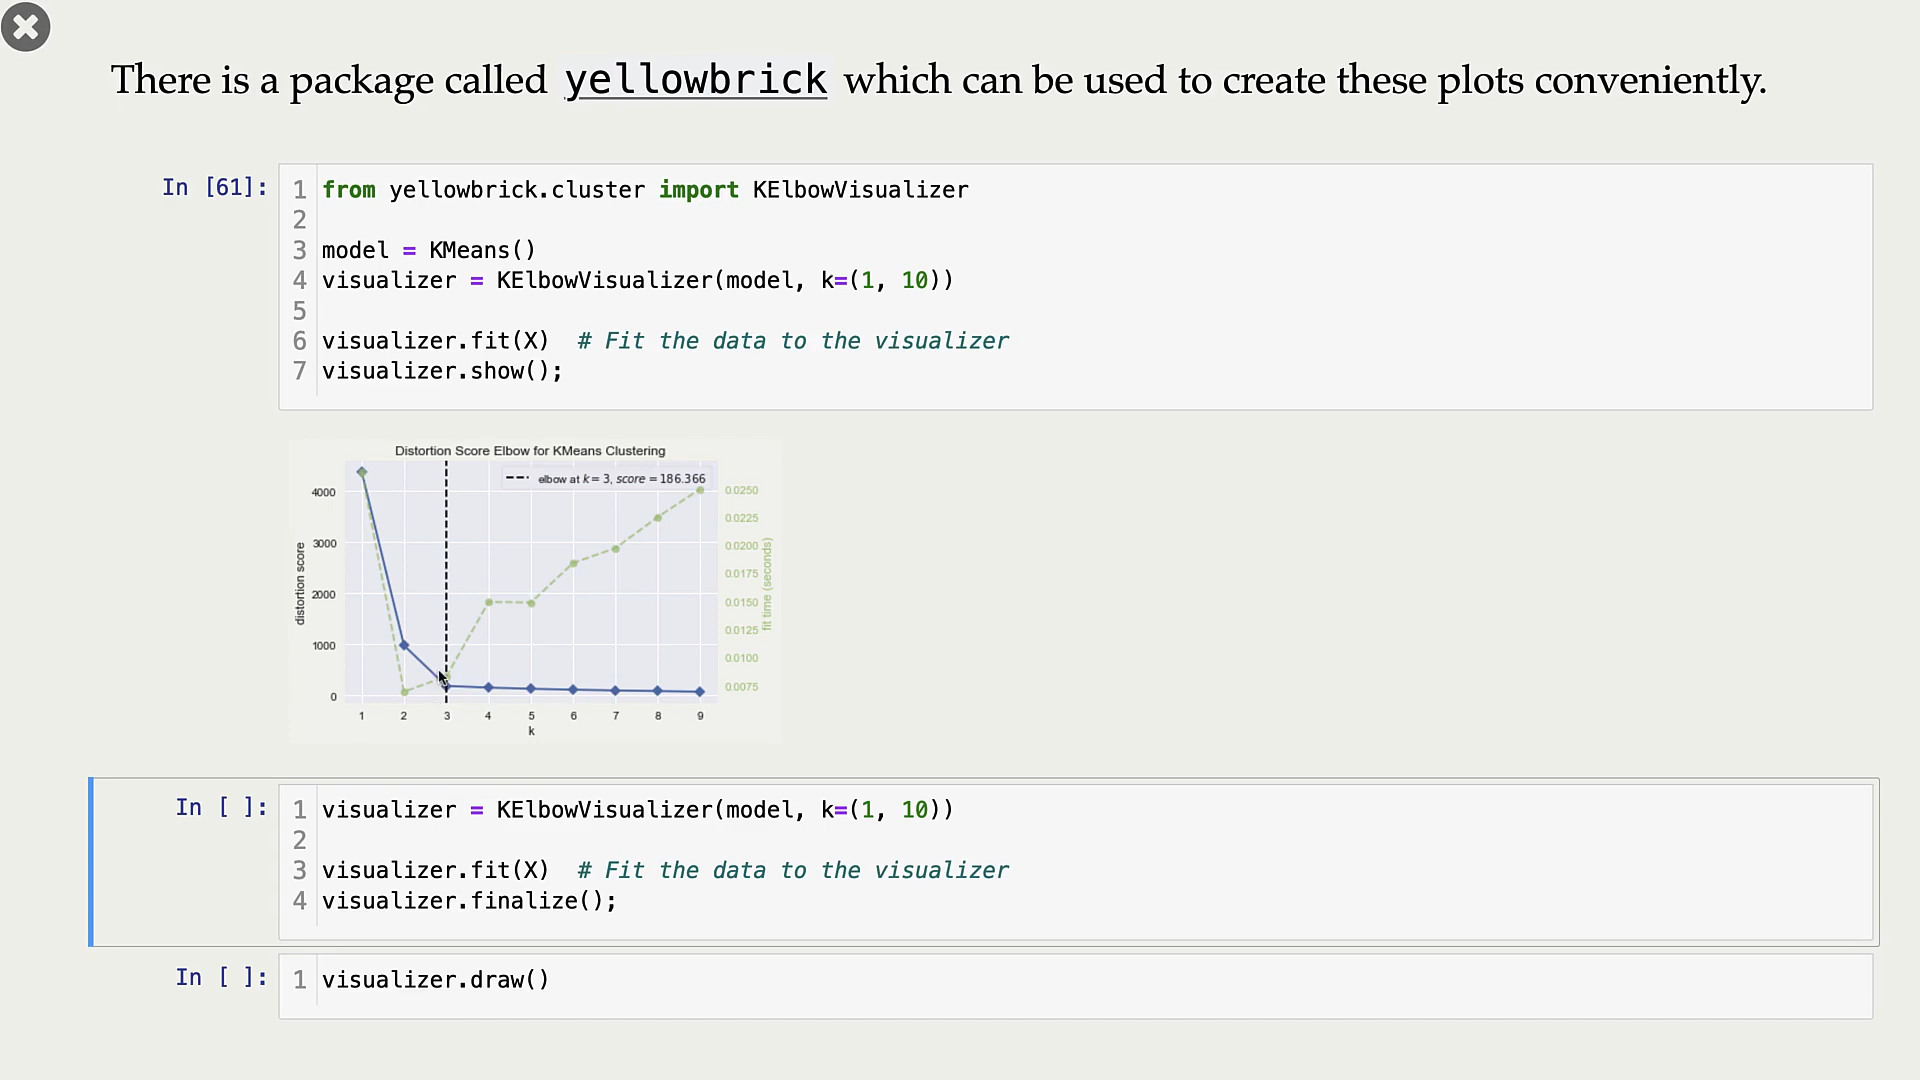 There is a package called yellowbrick which can be used to create these plots conveniently.
In [61]:
1 from yellowbrick.cluster import KElbowVisualizer
2
3 model = KMeans()
4 visualizer = KElbowVisualizer(model, k=(1, 10))
5
6 visualizer.fit(X)  # Fit the data to the visualizer
7 visualizer.show();
Distortion Score Elbow for KMeans Clustering
elbow at k = 3, score = 186.366
distortion score
4000
3000
2000
1000
0
0.0250
0.0225
0.0200
0.0175
0.0150
0.0125
0.0100
0.0075
fit time (seconds)
1 2 3 4 5 6 7 8 9
k
In [ ]:
1 visualizer = KElbowVisualizer(model, k=(1, 10))
2
3 visualizer.fit(X)  # Fit the data to the visualizer
4 visualizer.finalize();
In [ ]:
1 visualizer.draw()